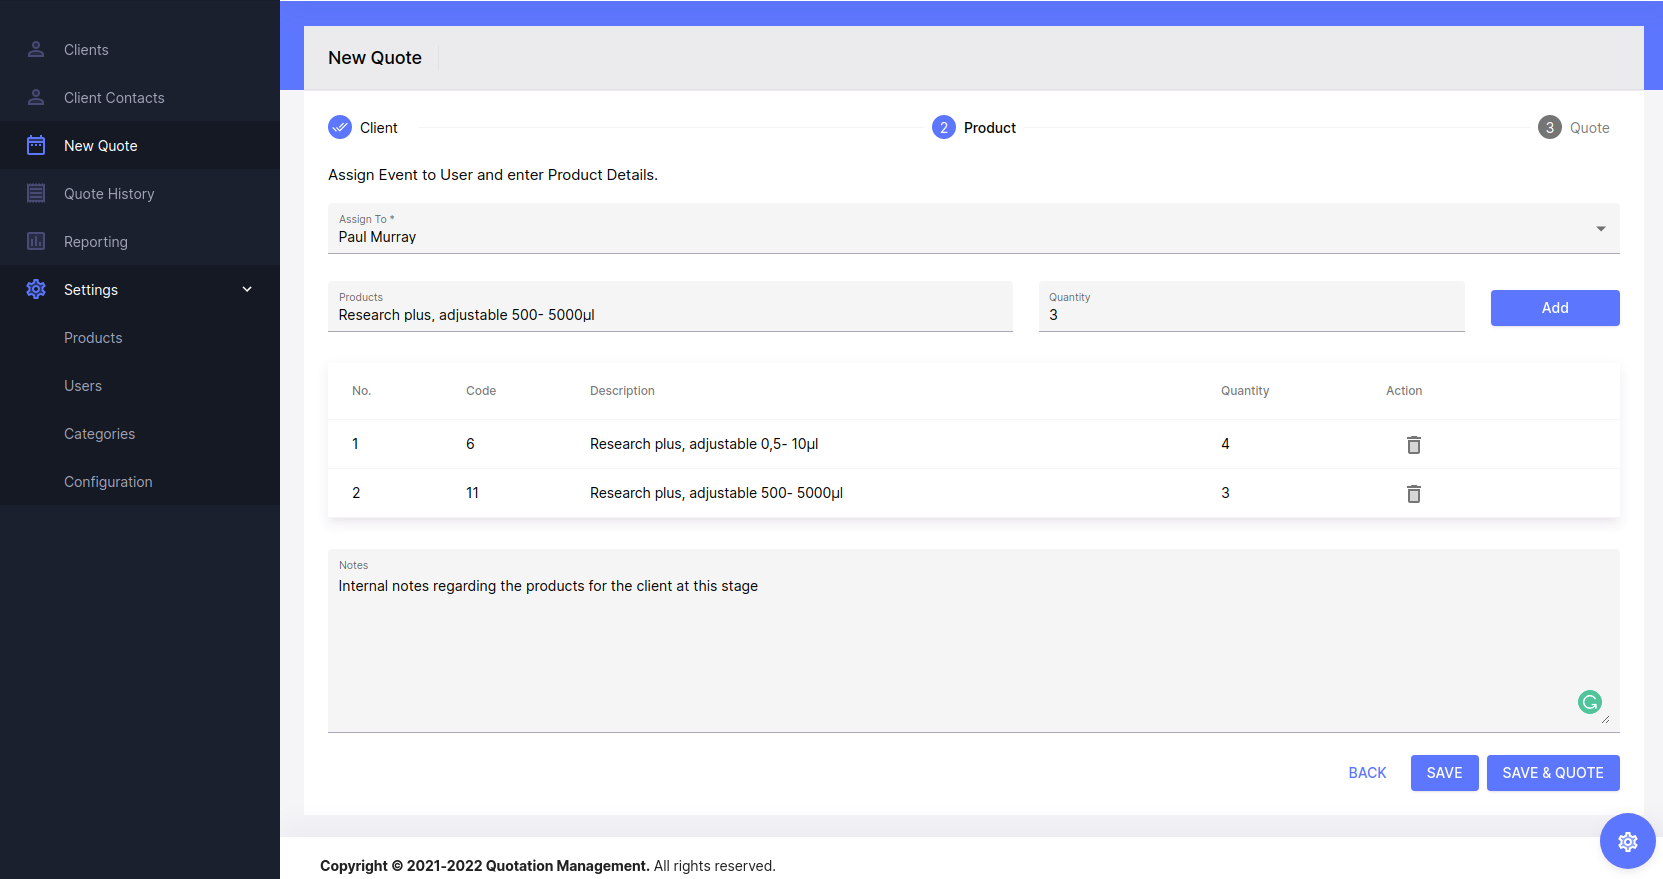 Clients
Client Contacts
New Quote
Quote History
Reporting
Settings
Products
Users
Categories
Configuration
New Quote
Client
2 Product
3 Quote
Assign Event to User and enter Product Details.
Assign To *
Paul Murray
Products
Research plus, adjustable 500- 5000µl
Quantity
3
Add
No. Code Description Quantity Action
1 6 Research plus, adjustable 0,5- 10µl 4
2 11 Research plus, adjustable 500- 5000µl 3
Notes
Internal notes regarding the products for the client at this stage
BACK SAVE SAVE & QUOTE
Copyright © 2021-2022 Quotation Management. All rights reserved.